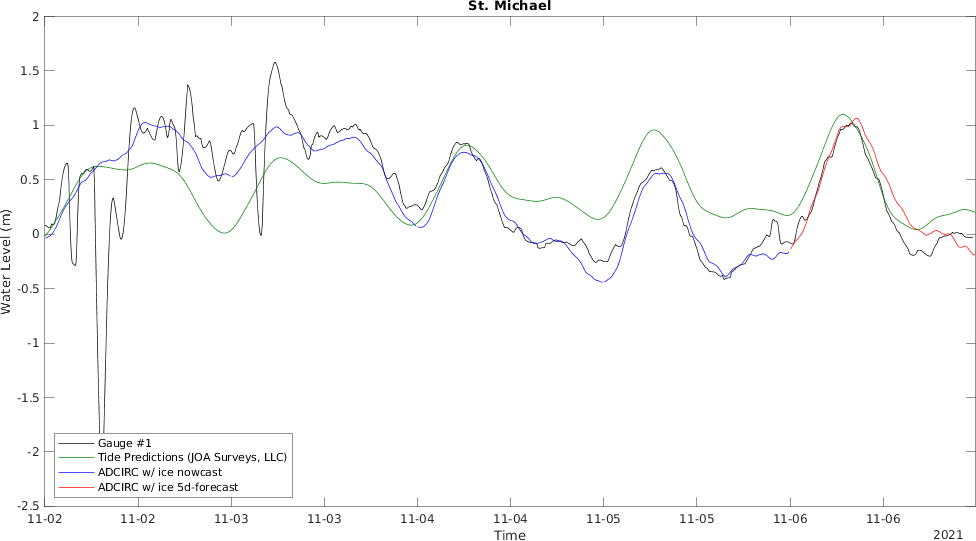 St. Michael
2
1.5
1
0.5
0
-0.5
-1
-1.5
-2
-2.5
Water Level (m)
Gauge #1
Tide Predictions (JOA Surveys, LLC)
ADCIRC w/ ice nowcast
ADCIRC w/ ice 5d-forecast
11-02 11-02 11-03 11-03 11-04 11-04 11-05 11-05 11-06 11-06
Time
2021